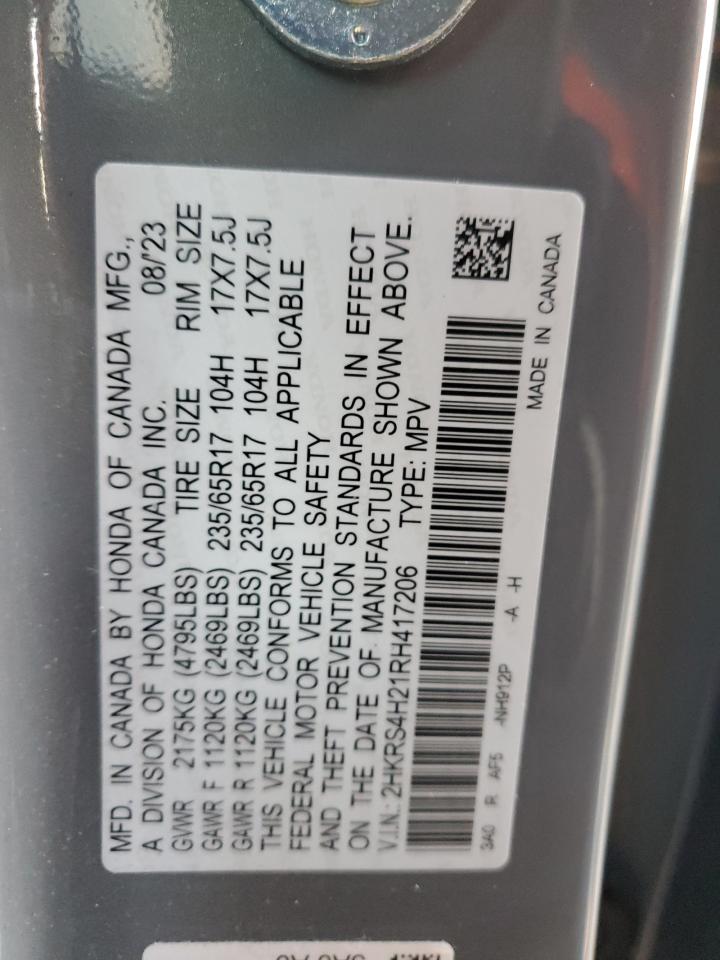 MFD. IN CANADA BY HONDA OF CANADA MFG.,
A DIVISION OF HONDA CANADA INC. 08/'23
GVWR 2175KG (4795LBS) TIRE SIZE RIM SIZE
GAWR F 1120KG (2469LBS) 235/65R17 104H 17X7.5J
GAWR R 1120KG (2469LBS) 235/65R17 104H 17X7.5J
THIS VEHICLE CONFORMS TO ALL APPLICABLE
FEDERAL MOTOR VEHICLE SAFETY
AND THEFT PREVENTION STANDARDS IN EFFECT
ON THE DATE OF MANUFACTURE SHOWN ABOVE.
V.I.N.: 2HKRS4H21RH417206 TYPE: MPV
3A0 R AF5 -NH912P -A -H MADE IN CANADA